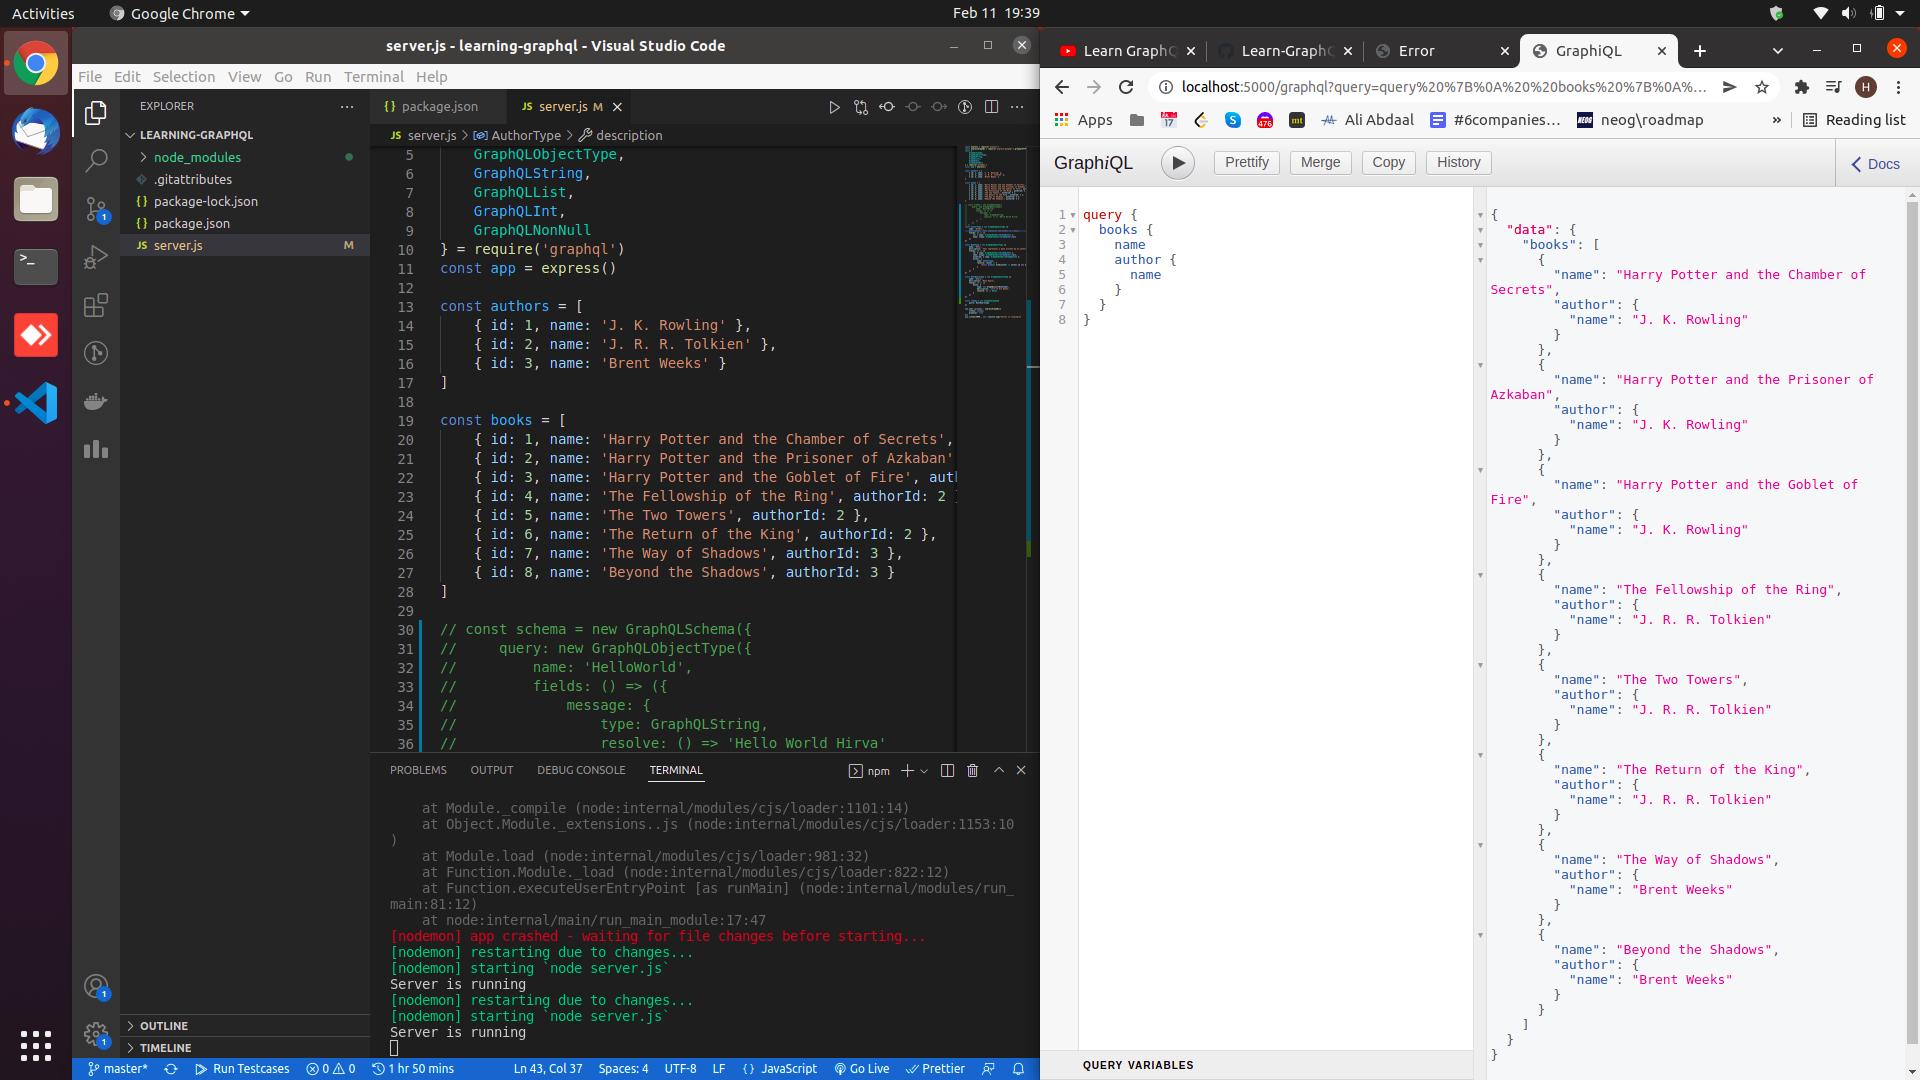 Activities
Google Chrome
Feb 11 19:39
server.js - learning-graphql - Visual Studio Code
File Edit Selection View Go Run Terminal Help
EXPLORER
LEARNING-GRAPHQL
node_modules
.gitattributes
package-lock.json
package.json
JS server.js M
package.json
JS server.js M
JS server.js > AuthorType > description
5 GraphQLObjectType,
6 GraphQLString,
7 GraphQLList,
8 GraphQLInt,
9 GraphQLNonNull
10 } = require('graphql')
11 const app = express()
12
13 const authors = [
14 { id: 1, name: 'J. K. Rowling' },
15 { id: 2, name: 'J. R. R. Tolkien' },
16 { id: 3, name: 'Brent Weeks' }
17 ]
18
19 const books = [
20 { id: 1, name: 'Harry Potter and the Chamber of Secrets',
21 { id: 2, name: 'Harry Potter and the Prisoner of Azkaban'
22 { id: 3, name: 'Harry Potter and the Goblet of Fire', aut
23 { id: 4, name: 'The Fellowship of the Ring', authorId: 2 }
24 { id: 5, name: 'The Two Towers', authorId: 2 },
25 { id: 6, name: 'The Return of the King', authorId: 2 },
26 { id: 7, name: 'The Way of Shadows', authorId: 3 },
27 { id: 8, name: 'Beyond the Shadows', authorId: 3 }
28 ]
29
30 // const schema = new GraphQLSchema({
31 // query: new GraphQLObjectType({
32 // name: 'HelloWorld',
33 // fields: () => ({
34 // message: {
35 // type: GraphQLString,
36 // resolve: () => 'Hello World Hirva'
PROBLEMS OUTPUT DEBUG CONSOLE TERMINAL
npm
at Module._compile (node:internal/modules/cjs/loader:1101:14)
at Object.Module._extensions..js (node:internal/modules/cjs/loader:1153:10
)
at Module.load (node:internal/modules/cjs/loader:981:32)
at Function.Module._load (node:internal/modules/cjs/loader:822:12)
at Function.executeUserEntryPoint [as runMain] (node:internal/modules/run_
main:81:12)
at node:internal/main/run_main_module:17:47
[nodemon] app crashed - waiting for file changes before starting...
[nodemon] restarting due to changes...
[nodemon] starting `node server.js`
Server is running
[nodemon] restarting due to changes...
[nodemon] starting `node server.js`
Server is running
OUTLINE
TIMELINE
1
1
1
master* Run Testcases 0 0 1 hr 50 mins Ln 43, Col 37 Spaces: 4 UTF-8 LF {} JavaScript Go Live Prettier
Learn GraphQ
Learn-GraphQ
Error
GraphiQL
localhost:5000/graphql?query=query%20%7B%0A%20%20books%20%7B%0A%...
H
Apps
17
476
mt
Ali Abdaal
#6companies...
neog\roadmap
»
Reading list
GraphiQL
Prettify
Merge
Copy
History
Docs
1 query {
2 books {
3 name
4 author {
5 name
6 }
7 }
8 }
QUERY VARIABLES
{
"data": {
"books": [
{
"name": "Harry Potter and the Chamber of
Secrets",
"author": {
"name": "J. K. Rowling"
}
},
{
"name": "Harry Potter and the Prisoner of
Azkaban",
"author": {
"name": "J. K. Rowling"
}
},
{
"name": "Harry Potter and the Goblet of
Fire",
"author": {
"name": "J. K. Rowling"
}
},
{
"name": "The Fellowship of the Ring",
"author": {
"name": "J. R. R. Tolkien"
}
},
{
"name": "The Two Towers",
"author": {
"name": "J. R. R. Tolkien"
}
},
{
"name": "The Return of the King",
"author": {
"name": "J. R. R. Tolkien"
}
},
{
"name": "The Way of Shadows",
"author": {
"name": "Brent Weeks"
}
},
{
"name": "Beyond the Shadows",
"author": {
"name": "Brent Weeks"
}
}
]
}
}